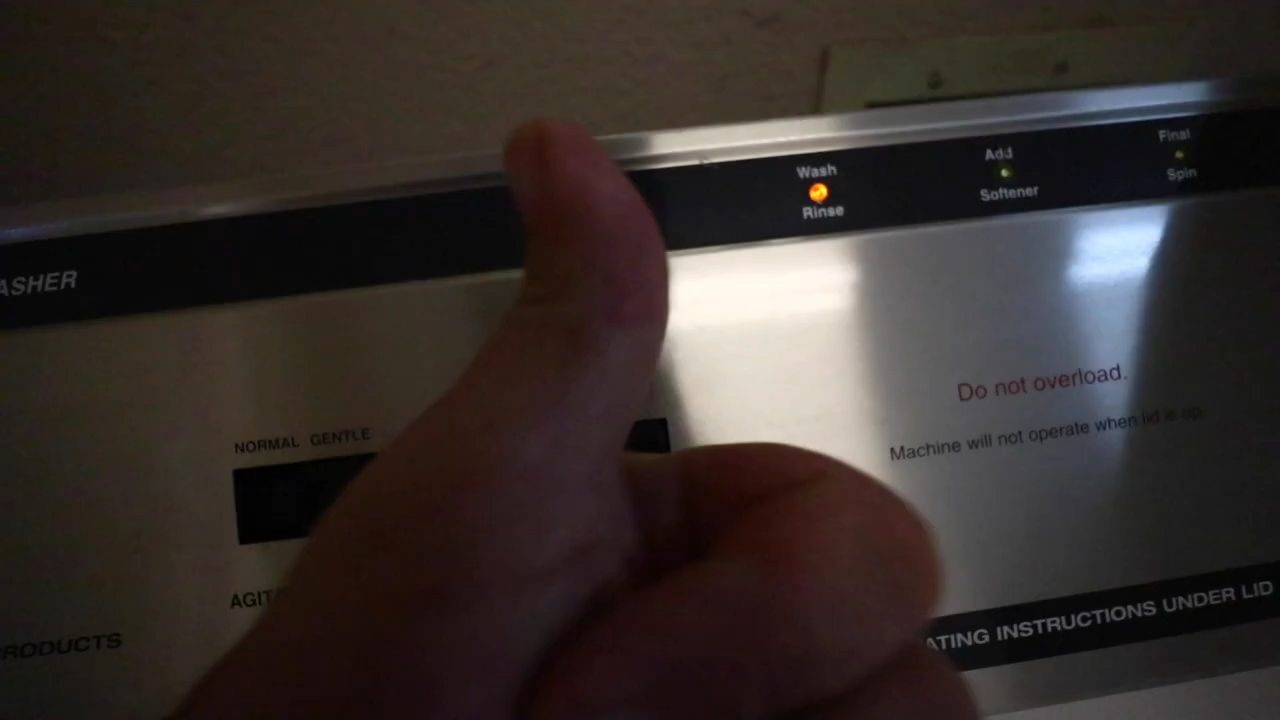 Wash
Rinse
Add
Softener
Final
Spin
ASHER
Do not overload.
Machine will not operate when lid is up.
NORMAL GENTLE
AGIT
RODUCTS
ATING INSTRUCTIONS UNDER LID